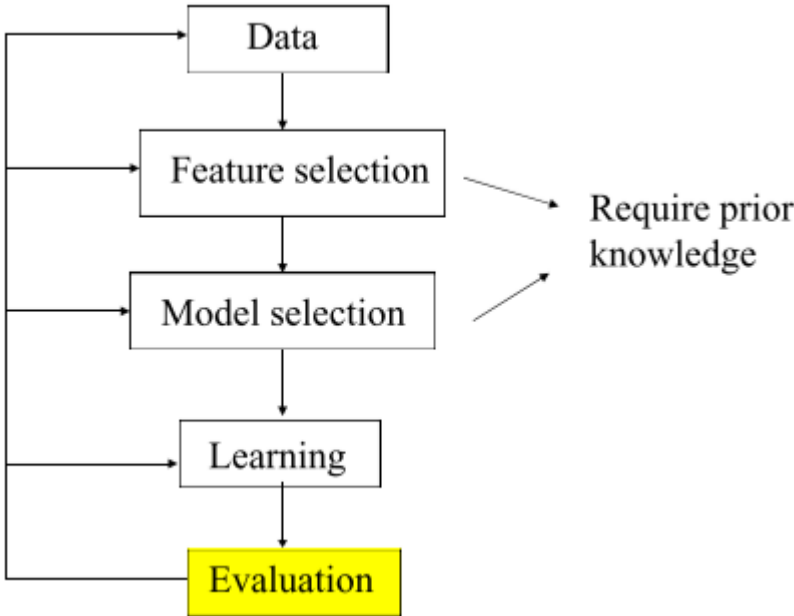 Data
Feature selection
Require prior
knowledge
Model selection
Learning
Evaluation